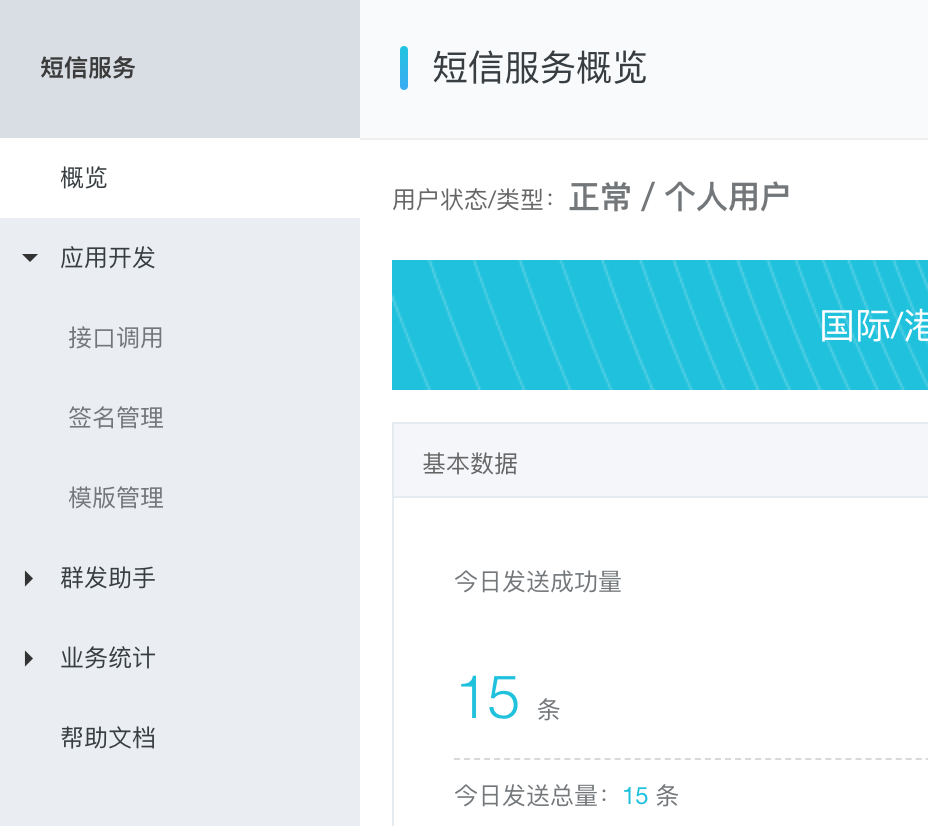 短信服务
概览
应用开发
接口调用
签名管理
模版管理
群发助手
业务统计
帮助文档
短信服务概览
用户状态/类型：正常 / 个人用户
国际/港
基本数据
今日发送成功量
15 条
今日发送总量：15 条